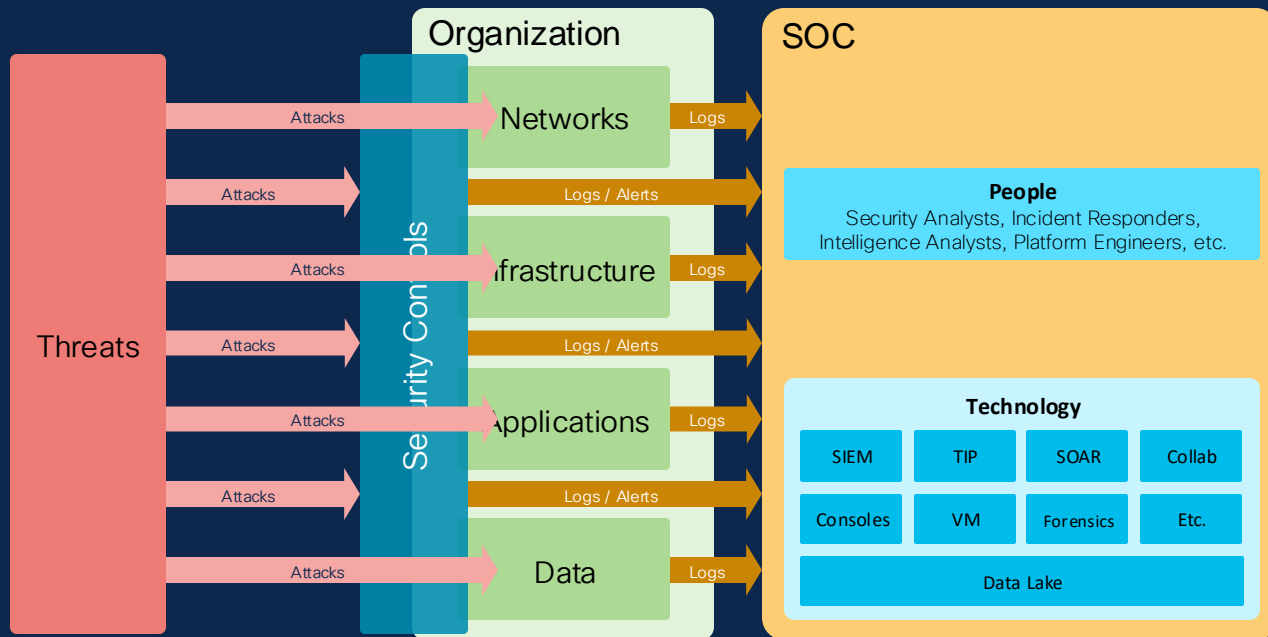 Organization
SOC
Threats
Security Controls
Attacks
Networks
Logs
Attacks
Logs / Alerts
Attacks
Infrastructure
Logs
Attacks
Logs / Alerts
Attacks
Applications
Logs
Attacks
Logs / Alerts
Attacks
Data
Logs
People
Security Analysts, Incident Responders,
Intelligence Analysts, Platform Engineers, etc.
Technology
SIEM
TIP
SOAR
Collab
Consoles
VM
Forensics
Etc.
Data Lake